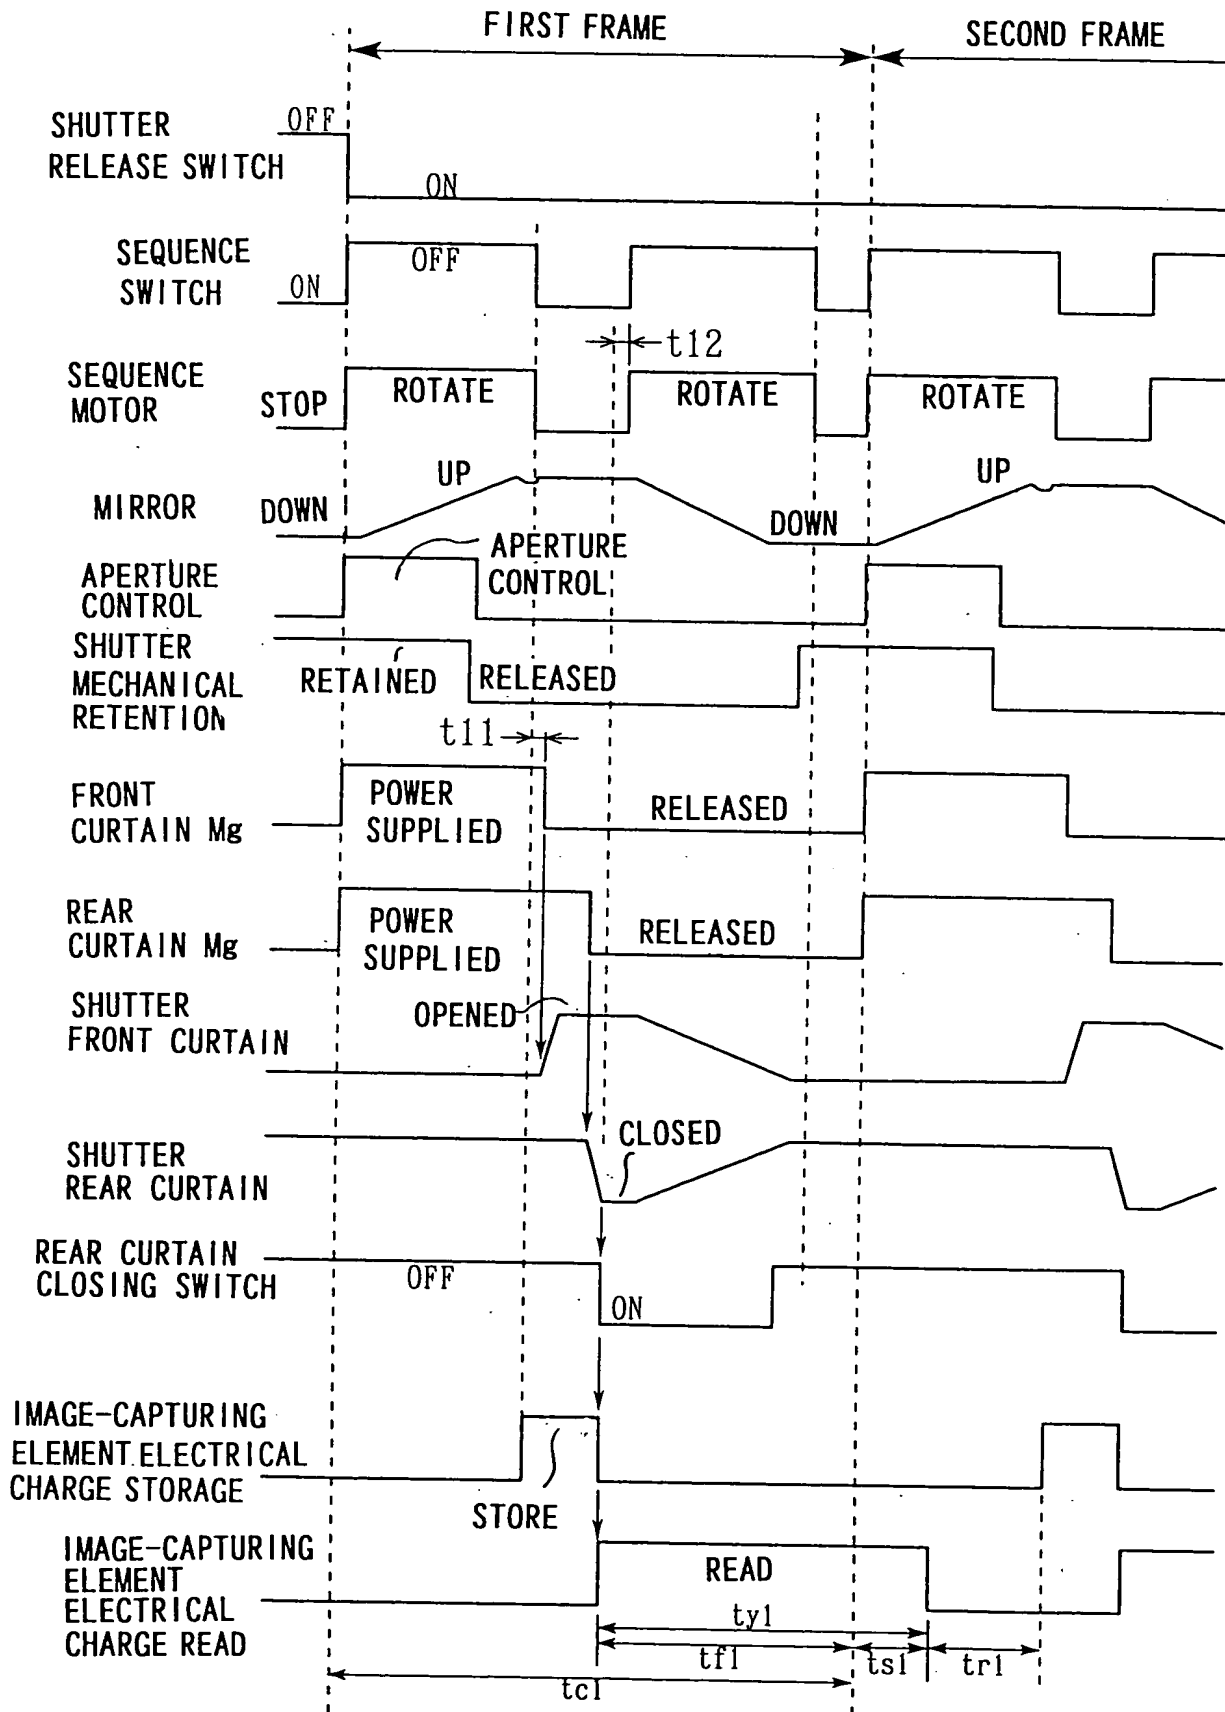 FIRST FRAME
SECOND FRAME
SHUTTER
RELEASE SWITCH
OFF
ON
SEQUENCE
SWITCH
ON
OFF
t12
SEQUENCE
MOTOR
STOP
ROTATE
ROTATE
ROTATE
MIRROR
DOWN
UP
DOWN
UP
APERTURE
CONTROL
APERTURE
CONTROL
SHUTTER
MECHANICAL
RETENTION
RETAINED
RELEASED
t11
FRONT
CURTAIN Mg
POWER
SUPPLIED
RELEASED
REAR
CURTAIN Mg
POWER
SUPPLIED
RELEASED
SHUTTER
FRONT CURTAIN
OPENED
SHUTTER
REAR CURTAIN
CLOSED
REAR CURTAIN
CLOSING SWITCH
OFF
ON
IMAGE-CAPTURING
ELEMENT ELECTRICAL
CHARGE STORAGE
STORE
IMAGE-CAPTURING
ELEMENT
ELECTRICAL
CHARGE READ
READ
ty1
tf1
ts1
tr1
tc1